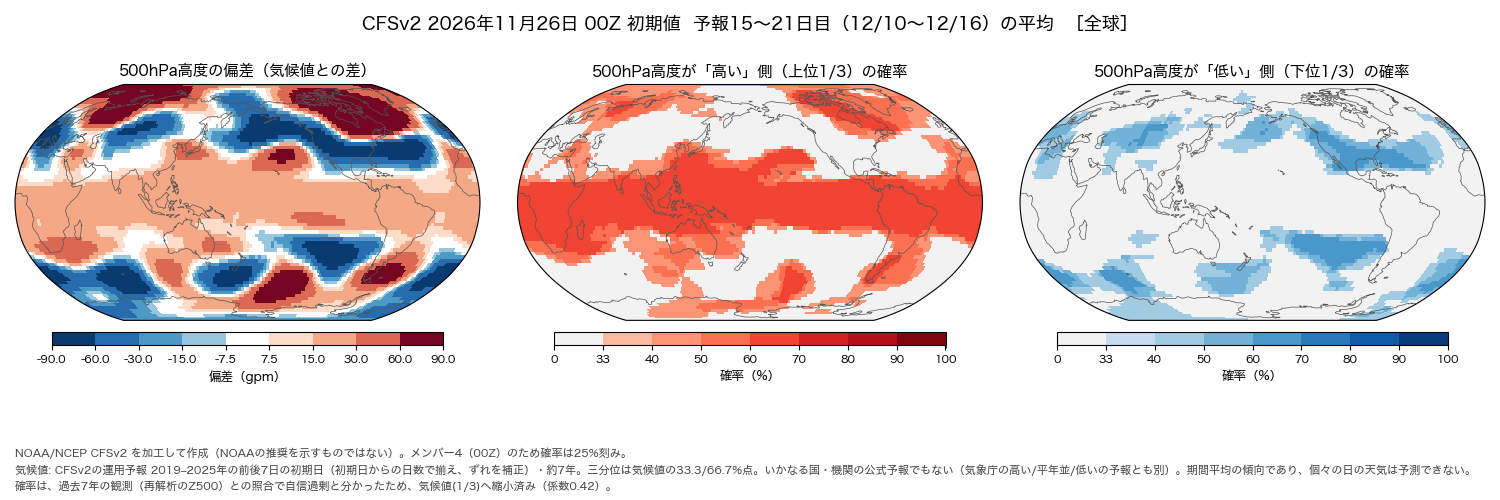 CFSv2 2026年11月26日 00Z 初期値 予報15～21日目（12/10～12/16）の平均 ［全球］
500hPa高度の偏差（気候値との差）
500hPa高度が「高い」側（上位1/3）の確率
500hPa高度が「低い」側（下位1/3）の確率
-90.0 -60.0 -30.0 -15.0 -7.5 7.5 15.0 30.0 60.0 90.0
偏差（gpm）
0 33 40 50 60 70 80 90 100
確率（%）
0 33 40 50 60 70 80 90 100
確率（%）
NOAA/NCEP CFSv2 を加工して作成（NOAAの推奨を示すものではない）。メンバー4（00Z）のため確率は25%刻み。
気候値: CFSv2の運用予報 2019–2025年の前後7日の初期日（初期日からの日数で揃え、ずれを補正）・約7年。三分位は気候値の33.3/66.7%点。いかなる国・機関の公式予報でもない（気象庁の高い/平年並/低いの予報とも別）。期間平均の傾向であり、個々の日の天気は予測できない。
確率は、過去7年の観測（再解析のZ500）との照合で自信過剰と分かったため、気候値(1/3)へ縮小済み（係数0.42）。